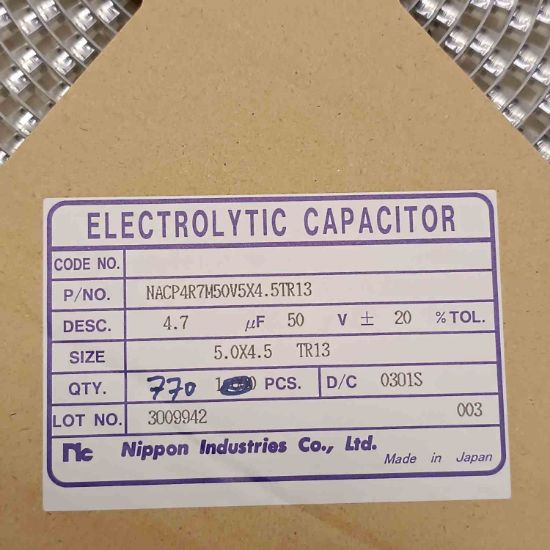 ELECTROLYTIC CAPACITOR
CODE NO.
P/NO. NACP4R7M50V5X4.5TR13
DESC. 4.7 µF 50 V ± 20 % TOL.
SIZE 5.0X4.5 TR13
QTY. 770 PCS. D/C 0301S
LOT NO. 3009942 003
nic Nippon Industries Co., Ltd.
Made in Japan